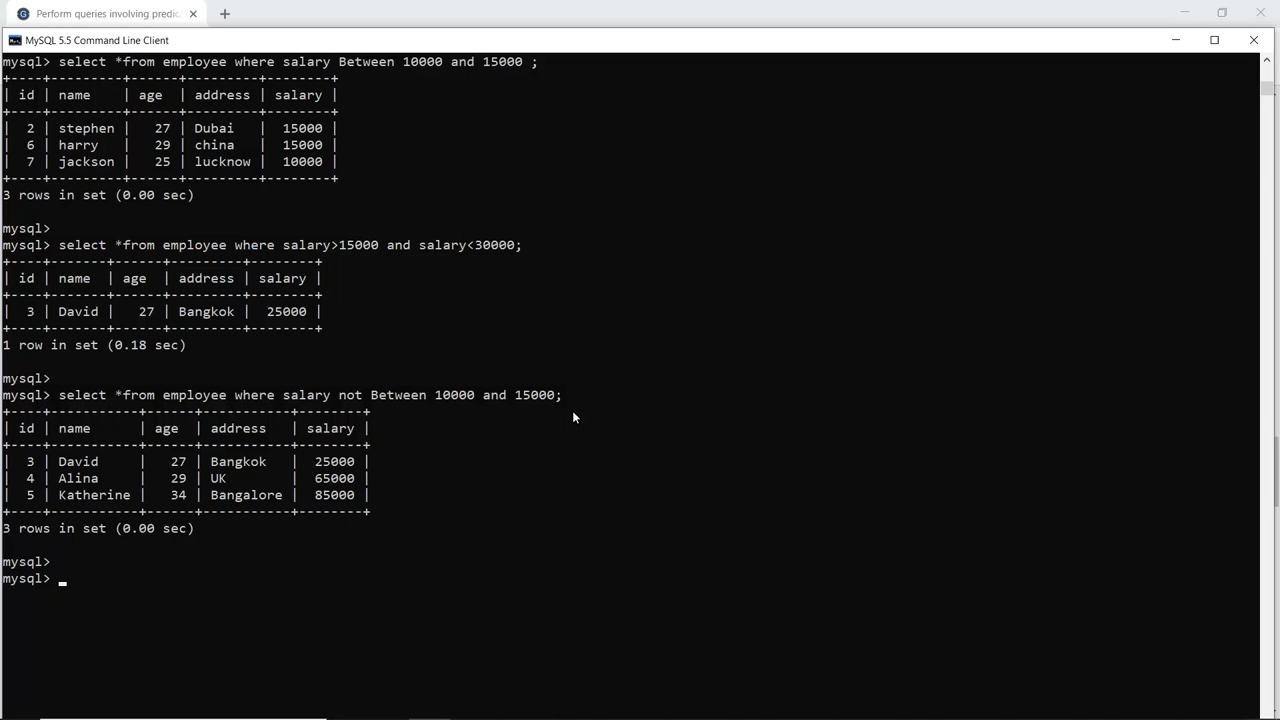 Perform queries involving predic
MySQL 5.5 Command Line Client
mysql> select *from employee where salary Between 10000 and 15000 ;
+----+---------+------+---------+--------+
| id | name    | age  | address | salary |
+----+---------+------+---------+--------+
|  2 | stephen |   27 | Dubai   |  15000 |
|  6 | harry   |   29 | china   |  15000 |
|  7 | jackson |   25 | lucknow |  10000 |
+----+---------+------+---------+--------+
3 rows in set (0.00 sec)
mysql>
mysql> select *from employee where salary>15000 and salary<30000;
+----+-------+------+---------+--------+
| id | name  | age  | address | salary |
+----+-------+------+---------+--------+
|  3 | David |   27 | Bangkok |  25000 |
+----+-------+------+---------+--------+
1 row in set (0.18 sec)
mysql>
mysql> select *from employee where salary not Between 10000 and 15000;
+----+-----------+------+-----------+--------+
| id | name      | age  | address   | salary |
+----+-----------+------+-----------+--------+
|  3 | David     |   27 | Bangkok   |  25000 |
|  4 | Alina     |   29 | UK        |  65000 |
|  5 | Katherine |   34 | Bangalore |  85000 |
+----+-----------+------+-----------+--------+
3 rows in set (0.00 sec)
mysql>
mysql> _